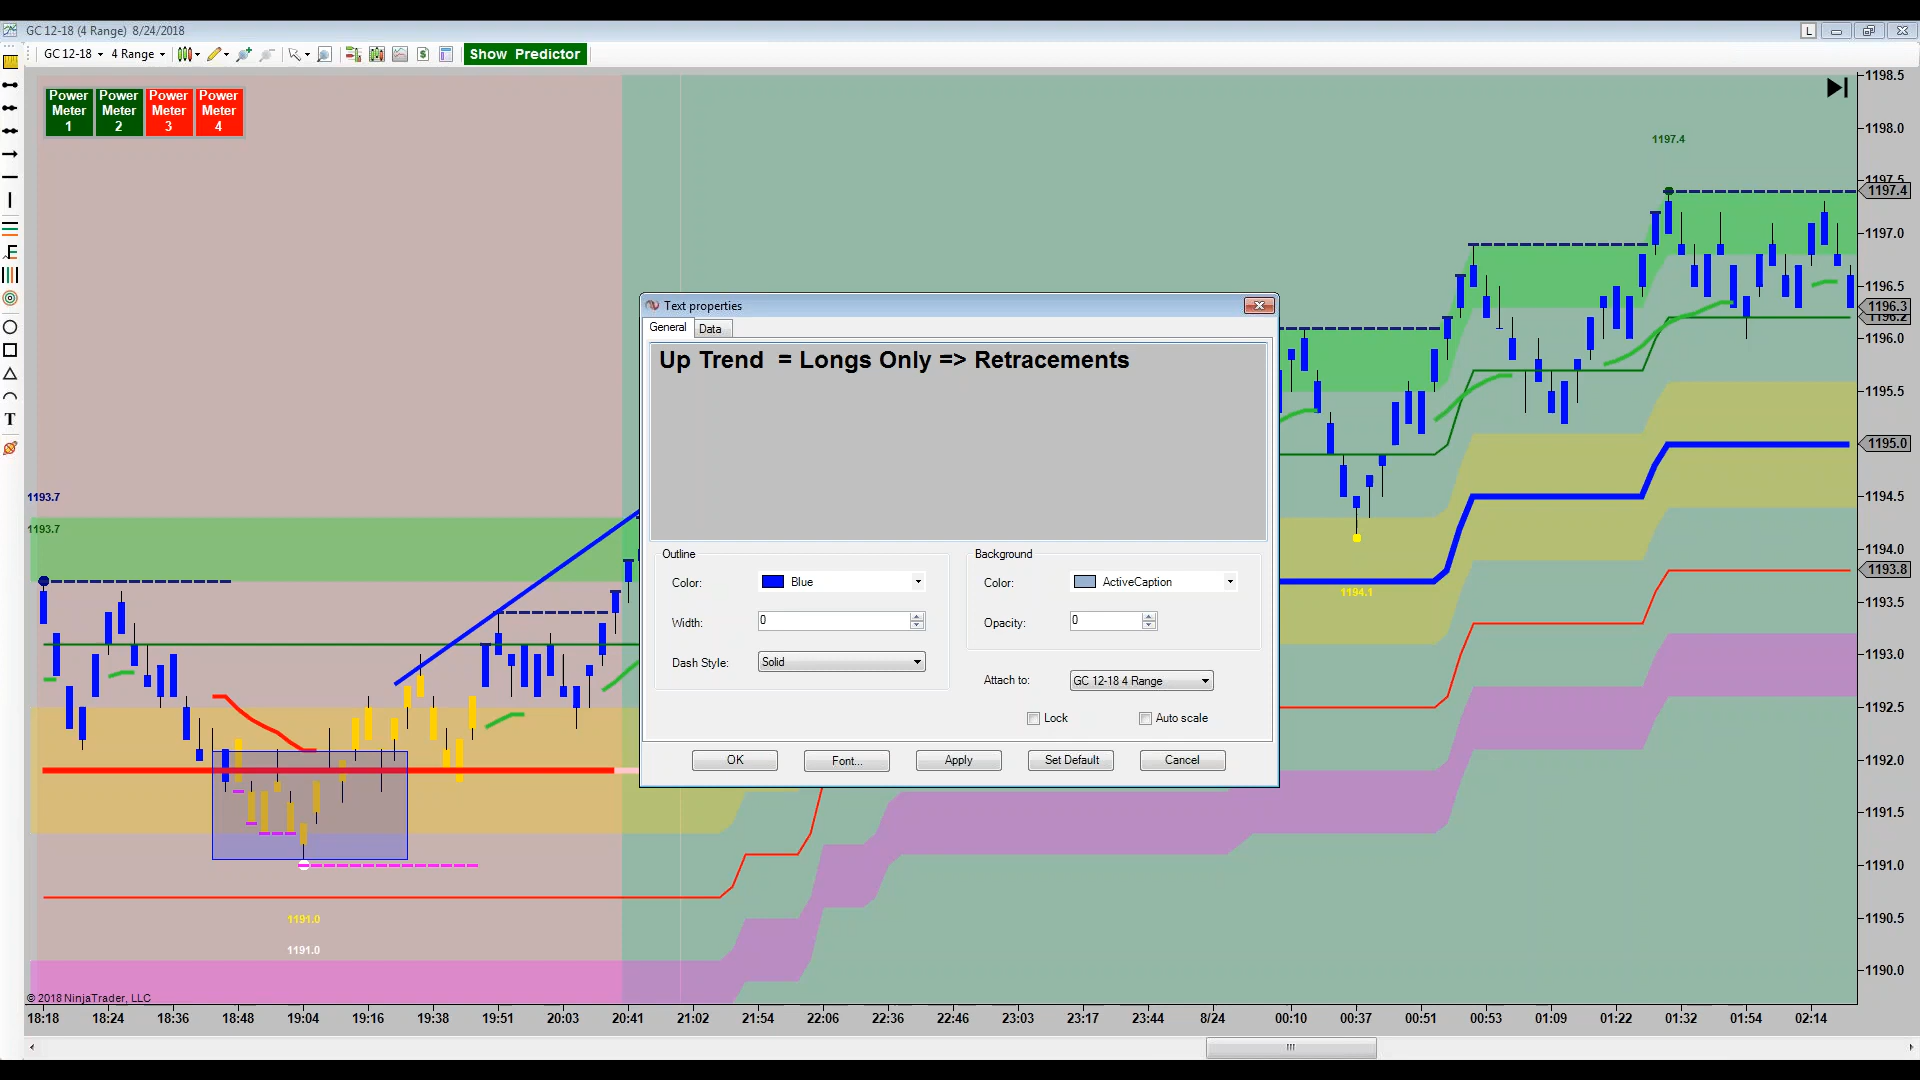 GC 12-18 (4 Range)  8/24/2018
L
GC 12-18 4 Range $ Show Predictor
Power Meter 1
Power Meter 2
Power Meter 3
Power Meter 4
1197.4
Text properties
General Data
Up Trend  = Longs Only => Retracements
Outline
Color: Blue
Width: 0
Dash Style: Solid
Background
Color: ActiveCaption
Opacity: 0
Attach to: GC 12-18 4 Range
Lock Auto scale
OK Font... Apply Set Default Cancel
T
1193.7
1193.7
1194.1
1191.0
1191.0
1198.5
1198.0
1197.5
1197.4
1197.0
1196.5
1196.3
1196.2
1196.0
1195.5
1195.0
1194.5
1194.0
1193.8
1193.5
1193.0
1192.5
1192.0
1191.5
1191.0
1190.5
1190.0
© 2018 NinjaTrader, LLC
18:18 18:24 18:36 18:48 19:04 19:16 19:38 19:51 20:03 20:41 21:02 21:54 22:06 22:36 22:46 23:03 23:17 23:44 8/24 00:10 00:37 00:51 00:53 01:09 01:22 01:32 01:54 02:14